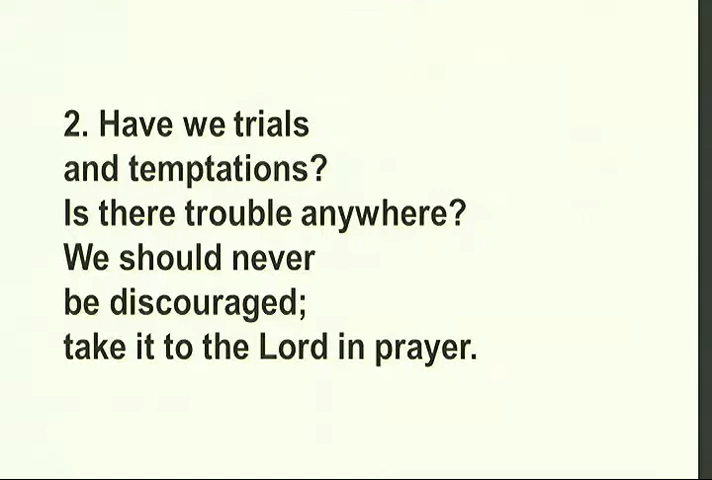 2. Have we trials
and temptations?
Is there trouble anywhere?
We should never
be discouraged;
take it to the Lord in prayer.